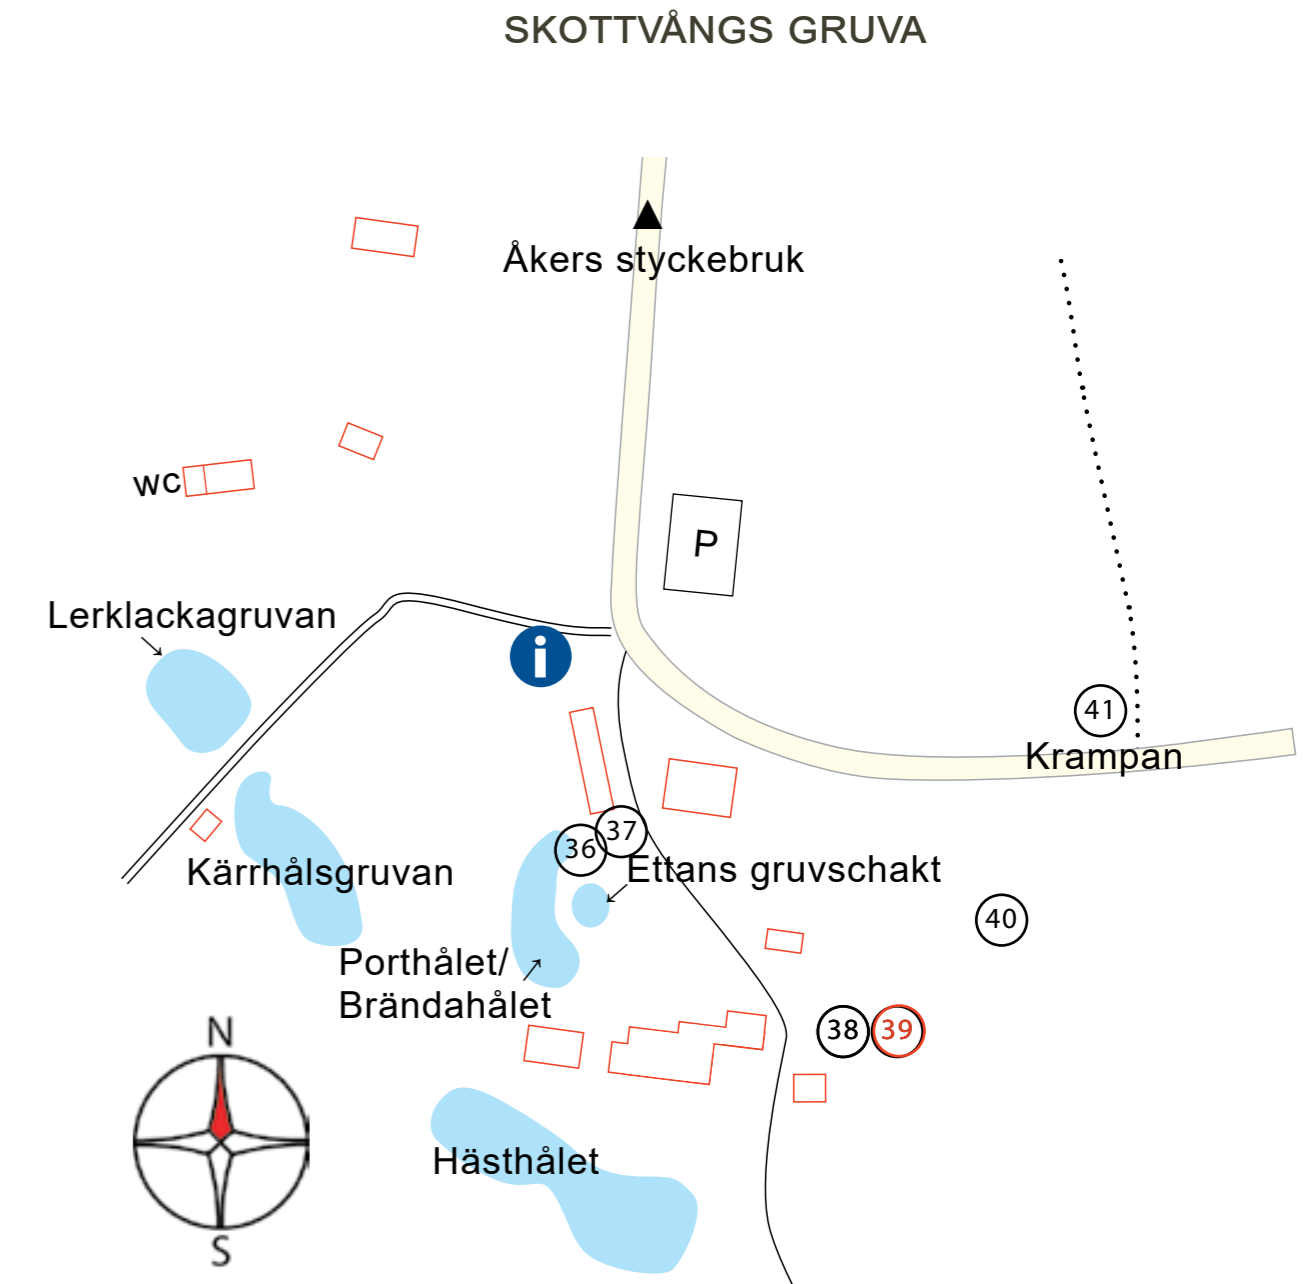 SKOTTVÅNGS GRUVA
Åkers styckebruk
wc
P
Lerklackagruvan
i
41
Krampan
37
36
Kärrhålsgruvan
Ettans gruvschakt
40
Porthålet/
Brändahålet
N
38
39
Hästhålet
S